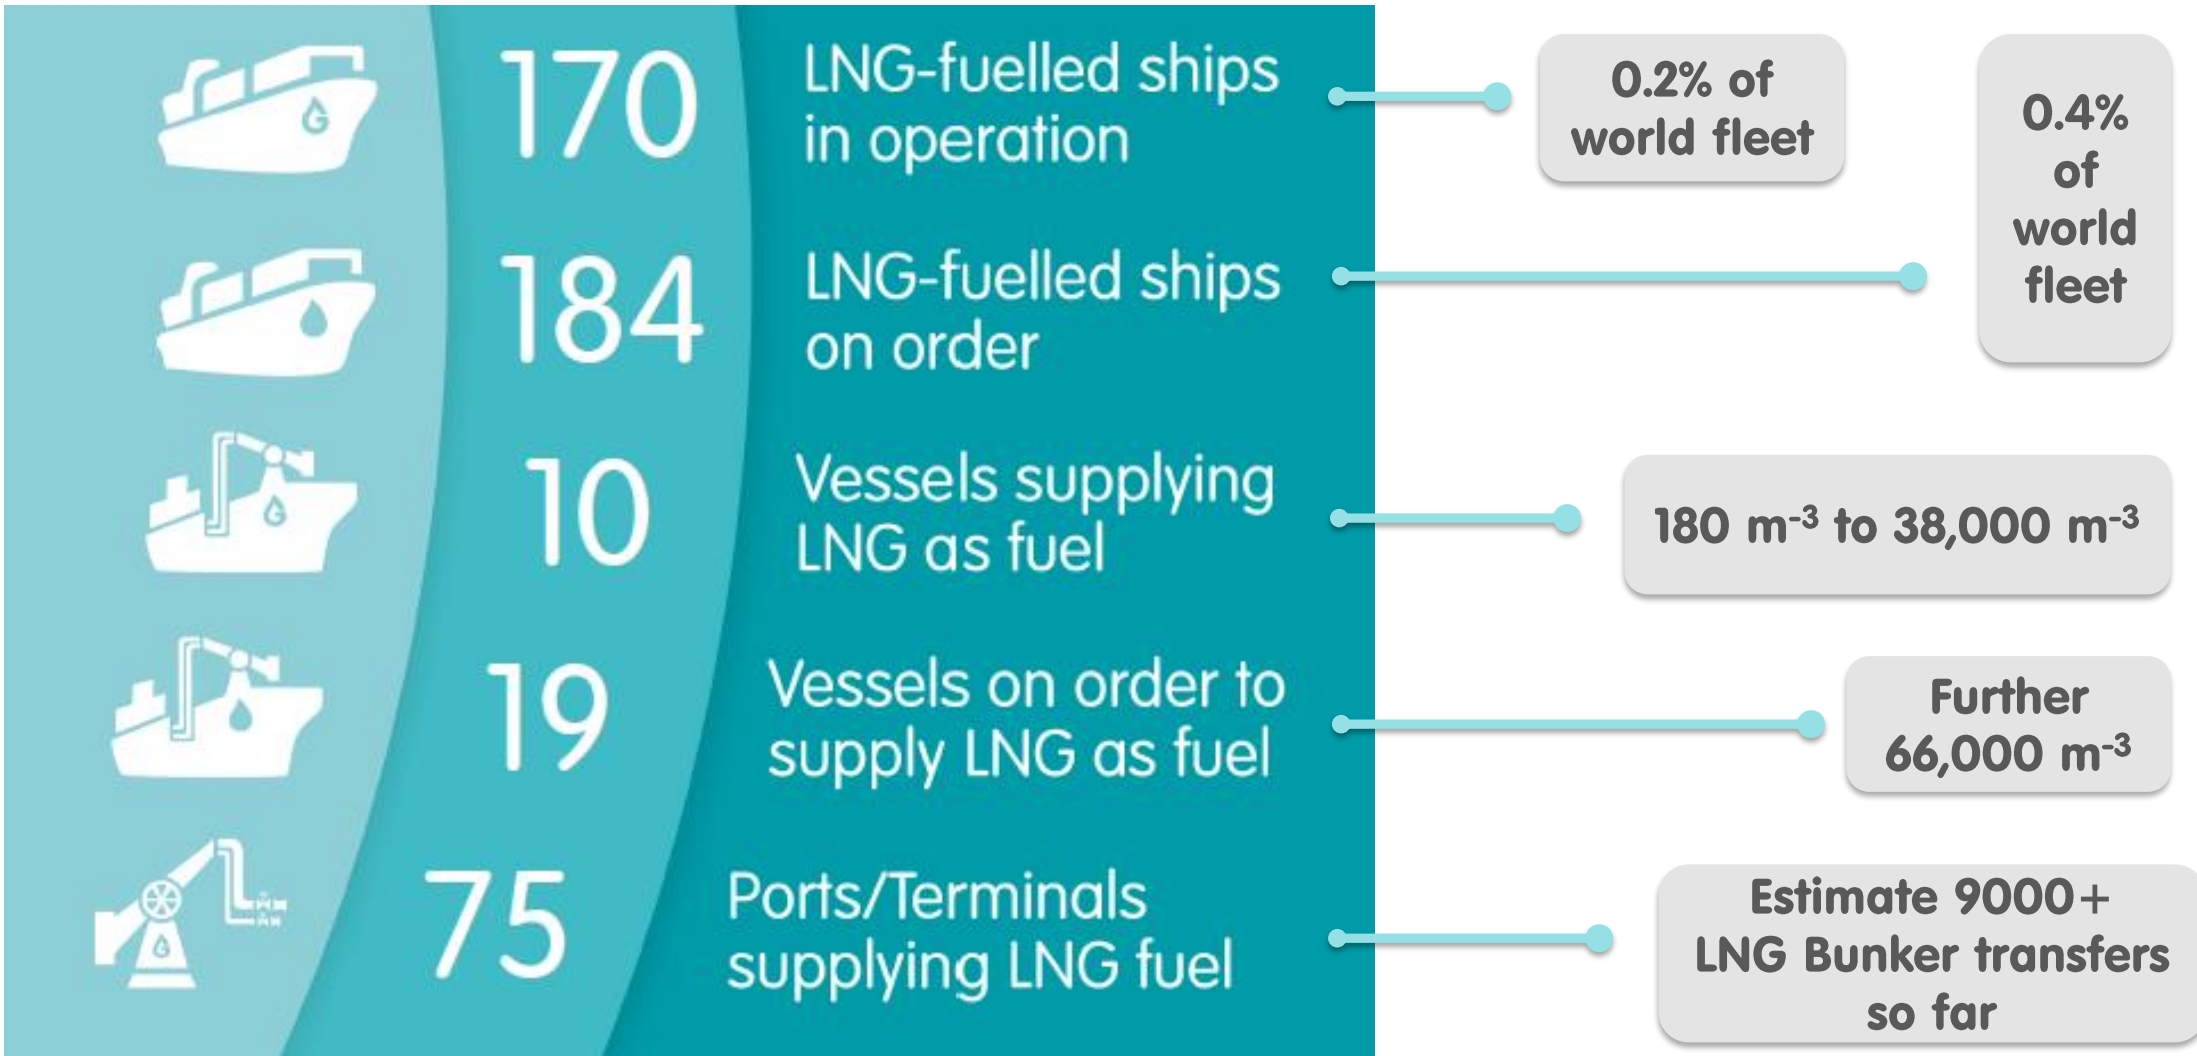 170
LNG-fuelled ships
in operation
0.2% of
world fleet
184
LNG-fuelled ships
on order
0.4%
of
world
fleet
10
Vessels supplying
LNG as fuel
180 m⁻³ to 38,000 m⁻³
19
Vessels on order to
supply LNG as fuel
Further
66,000 m⁻³
75
Ports/Terminals
supplying LNG fuel
Estimate 9000+
LNG Bunker transfers
so far